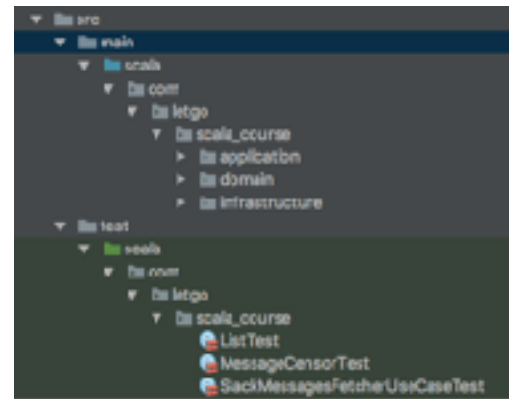 src
main
scala
com
letgo
scala_course
application
domain
infrastructure
test
scala
com
letgo
scala_course
ListTest
MessageCensorTest
SlackMessagesFetcherUseCaseTest